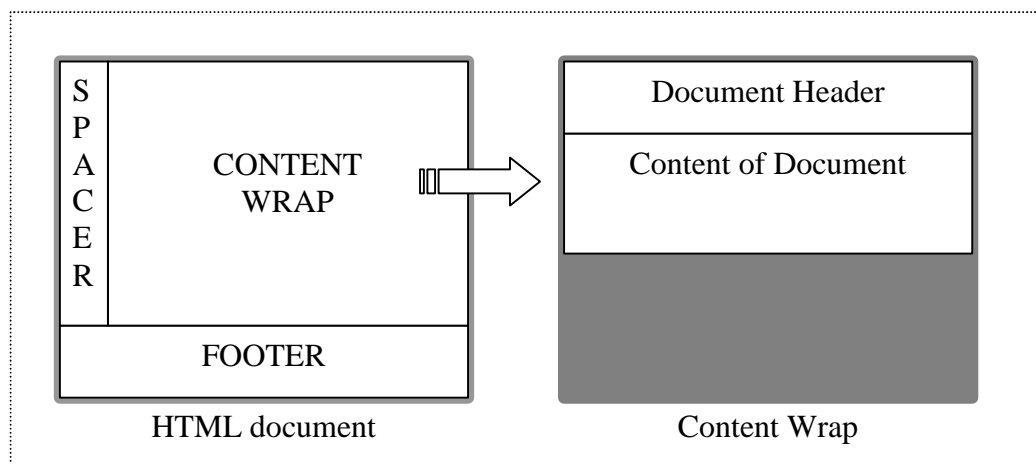 S
P
A
C
E
R
CONTENT
WRAP
FOOTER
HTML document
Document Header
Content of Document
Content Wrap